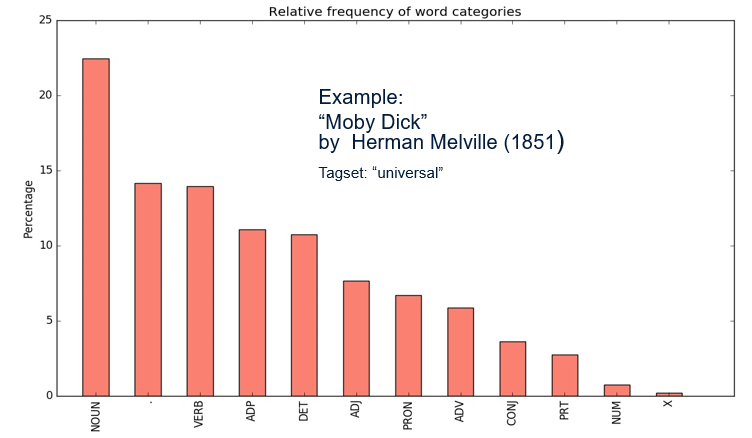 Relative frequency of word categories
25
20
15
10
5
0
Percentage
Example:
“Moby Dick”
by  Herman Melville (1851)
Tagset: “universal”
NOUN
.
VERB
ADP
DET
ADJ
PRON
ADV
CONJ
PRT
NUM
X